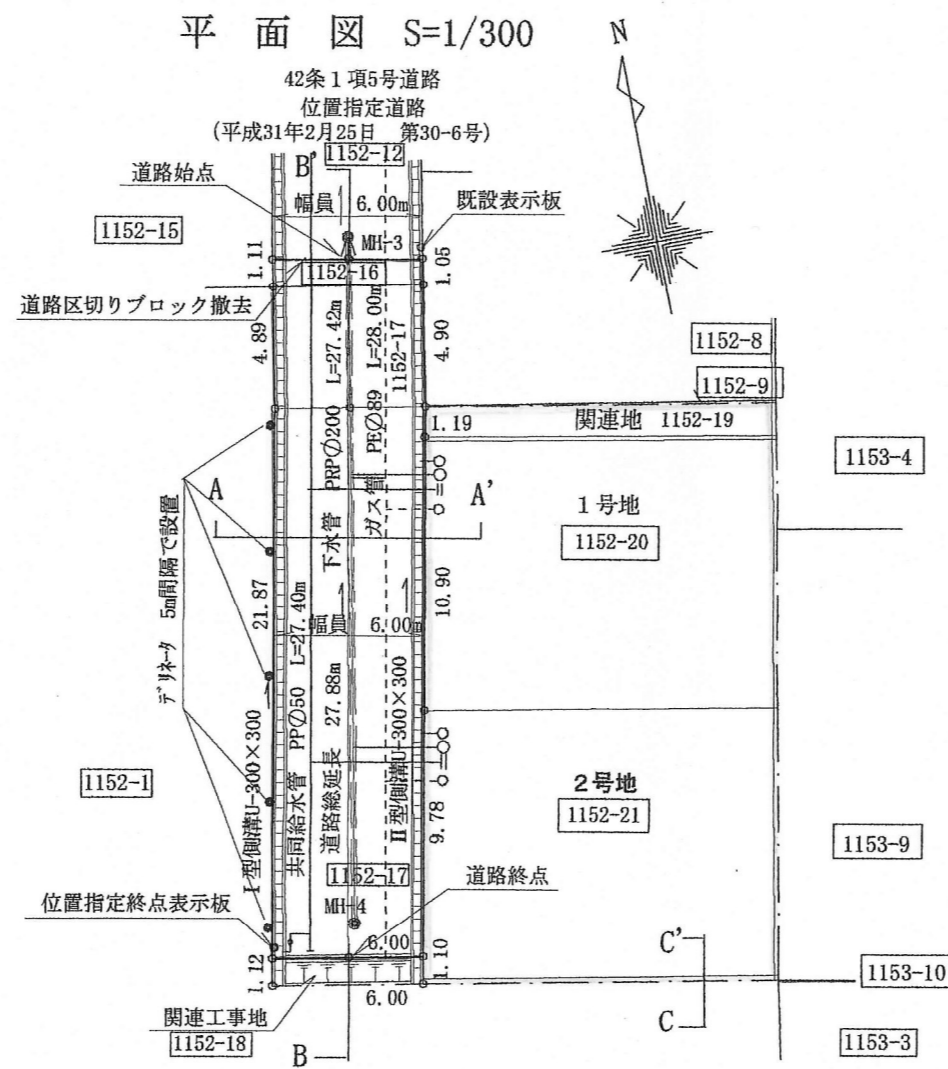 平 面 図 S=1/300
N
42条1項5号道路
位置指定道路
(平成31年2月25日 第30-6号)
1152-12
B'
道路始点
幅員 6.00m
既設表示板
1152-15
MH-3
1.11
1.05
1152-16
道路区切りブロック撤去
4.89
4.90
1152-17
下水管 PRP∅200 L=27.42m
ガス管 PE∅89 L=28.00m
1152-8
1152-9
1.19
関連地 1152-19
1153-4
A
A'
1号地
1152-20
デリネータ 5m間隔で設置
21.87
10.90
幅員 6.00m
I型側溝U-300×300
共同給水管 PP∅50 L=27.40m
道路総延長 27.88m
II型側溝U-300×300
1152-1
2号地
1152-21
9.78
1153-9
1152-17
道路終点
位置指定終点表示板
MH-4
6.00
C'
1.12
1.10
1153-10
6.00
関連工事地
1152-18
C
B
1153-3